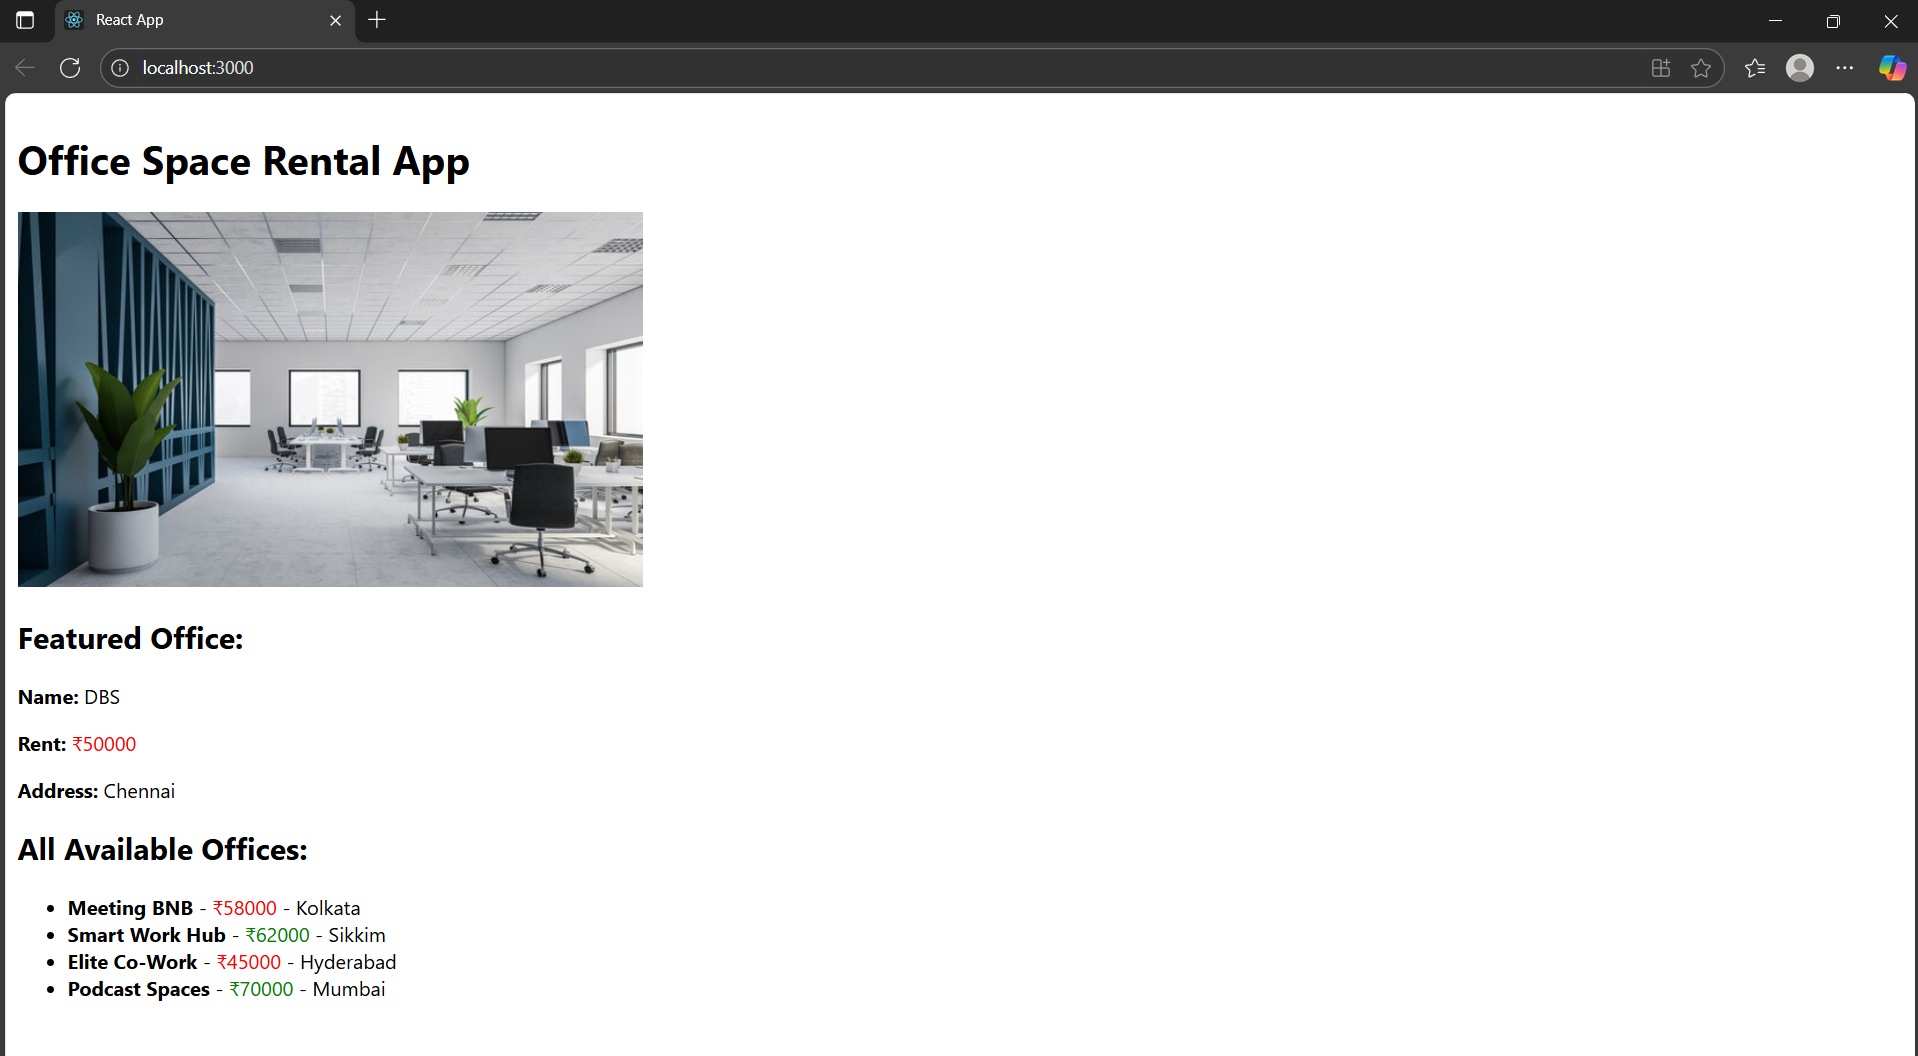 React App
localhost:3000
Office Space Rental App
Featured Office:
Name: DBS
Rent: ₹50000
Address: Chennai
All Available Offices:
• Meeting BNB - ₹58000 - Kolkata
• Smart Work Hub - ₹62000 - Sikkim
• Elite Co-Work - ₹45000 - Hyderabad
• Podcast Spaces - ₹70000 - Mumbai